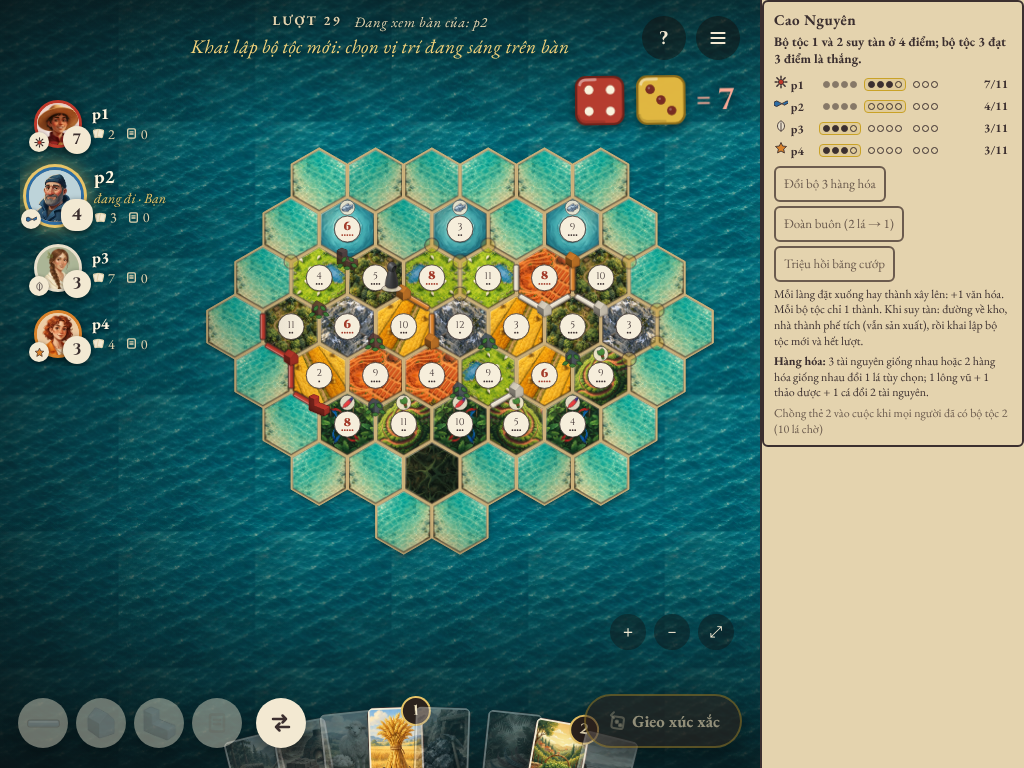 LƯỢT 29 Đang xem bàn của: p2
Khai lập bộ tộc mới: chọn vị trí đang sáng trên bàn
?
= 7
p1
2 0
7
p2
đang đi · Bạn
3 0
4
p3
7 0
3
p4
4 0
3
6 3 9
4 5 8 11 8 10
11 6 10 12 3 5 3
2 9 4 9 6 9
8 11 10 5 4
+ −
1
2
Gieo xúc xắc
Cao Nguyên
Bộ tộc 1 và 2 suy tàn ở 4 điểm; bộ tộc 3 đạt
3 điểm là thắng.
p1 7/11
p2 4/11
p3 3/11
p4 3/11
Đổi bộ 3 hàng hóa
Đoàn buôn (2 lá → 1)
Triệu hồi băng cướp
Mỗi làng đặt xuống hay thành xây lên: +1 văn hóa.
Mỗi bộ tộc chỉ 1 thành. Khi suy tàn: đường về kho,
nhà thành phế tích (vẫn sản xuất), rồi khai lập bộ
tộc mới và hết lượt.
Hàng hóa: 3 tài nguyên giống nhau hoặc 2 hàng
hóa giống nhau đổi 1 lá tùy chọn; 1 lông vũ + 1
thảo dược + 1 cá đổi 2 tài nguyên.
Chồng thẻ 2 vào cuộc khi mọi người đã có bộ tộc 2
(10 lá chờ)